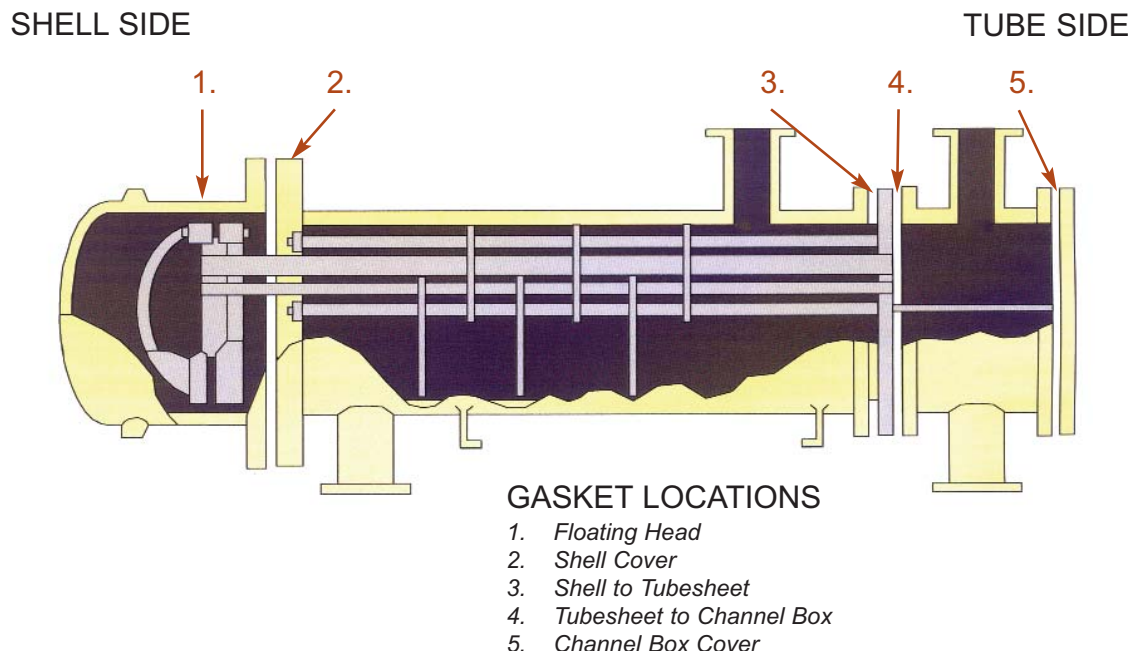 SHELL SIDE
TUBE SIDE
1.
2.
3.
4.
5.
GASKET LOCATIONS
1. Floating Head
2. Shell Cover
3. Shell to Tubesheet
4. Tubesheet to Channel Box
5. Channel Box Cover